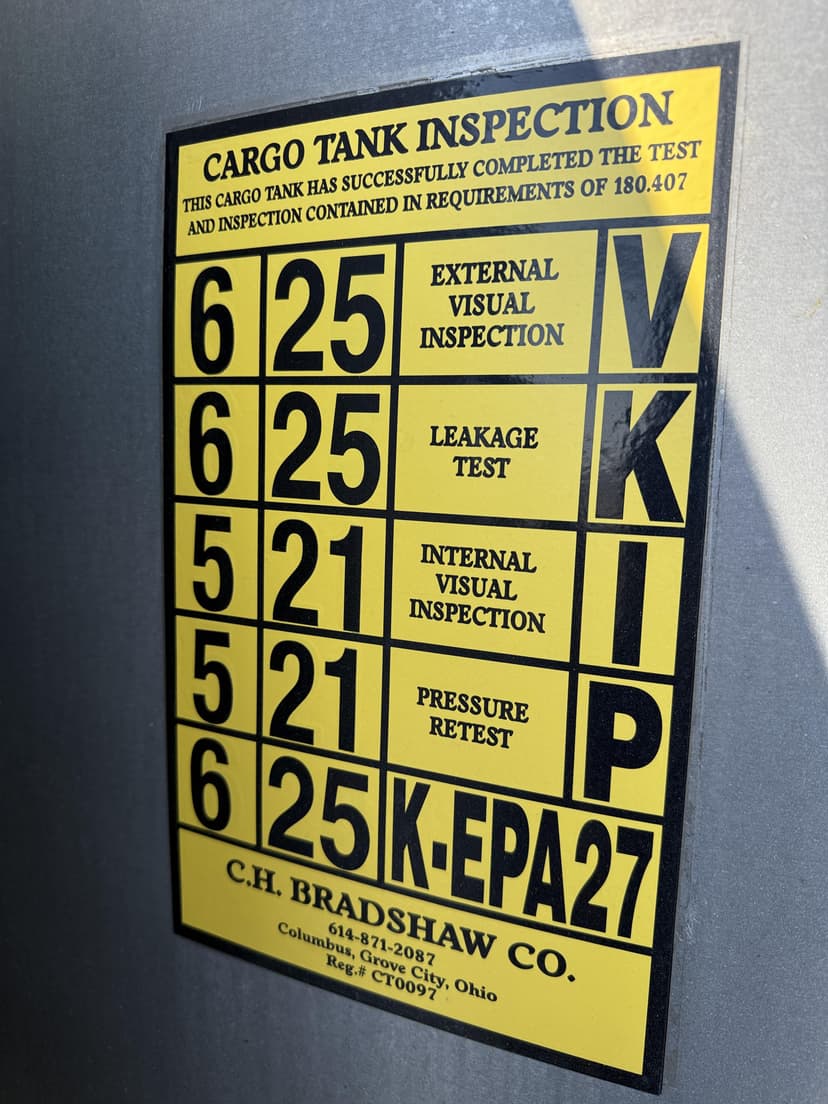 CARGO TANK INSPECTION
THIS CARGO TANK HAS SUCCESSFULLY COMPLETED THE TEST
AND INSPECTION CONTAINED IN REQUIREMENTS OF 180.407
6 25 EXTERNAL VISUAL INSPECTION V
6 25 LEAKAGE TEST K
5 21 INTERNAL VISUAL INSPECTION I
5 21 PRESSURE RETEST P
6 25 K-EPA27
C.H. BRADSHAW CO.
614-871-2087
Columbus, Grove City, Ohio
Reg.# CT0097